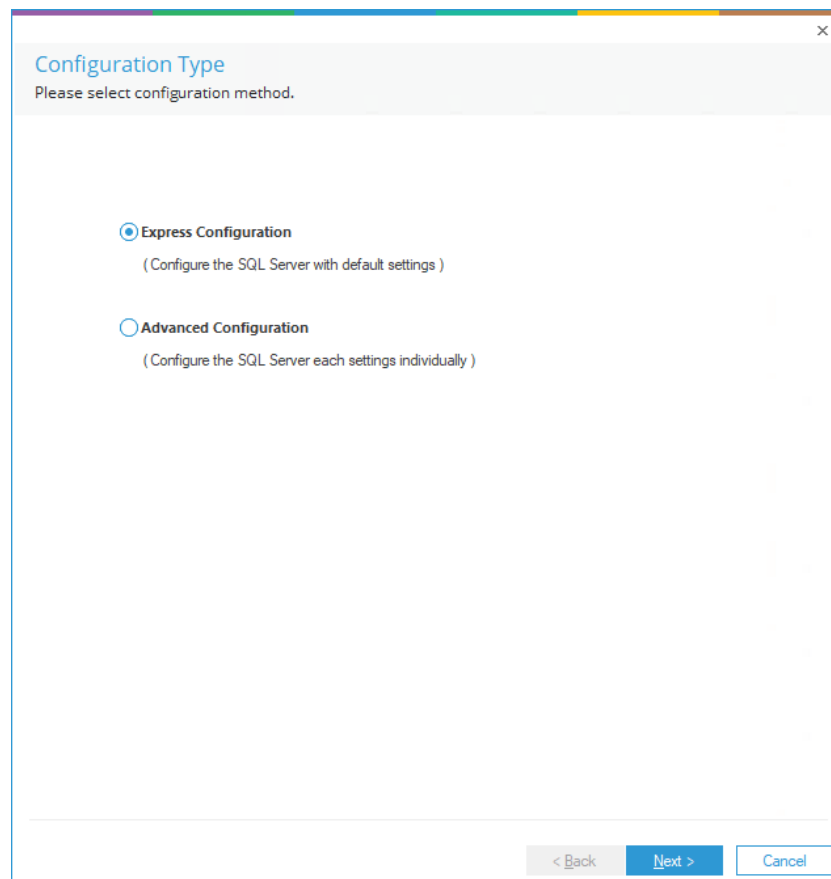 ×
Configuration Type
Please select configuration method.
Express Configuration
( Configure the SQL Server with default settings )
Advanced Configuration
( Configure the SQL Server each settings individually )
< Back
Next >
Cancel